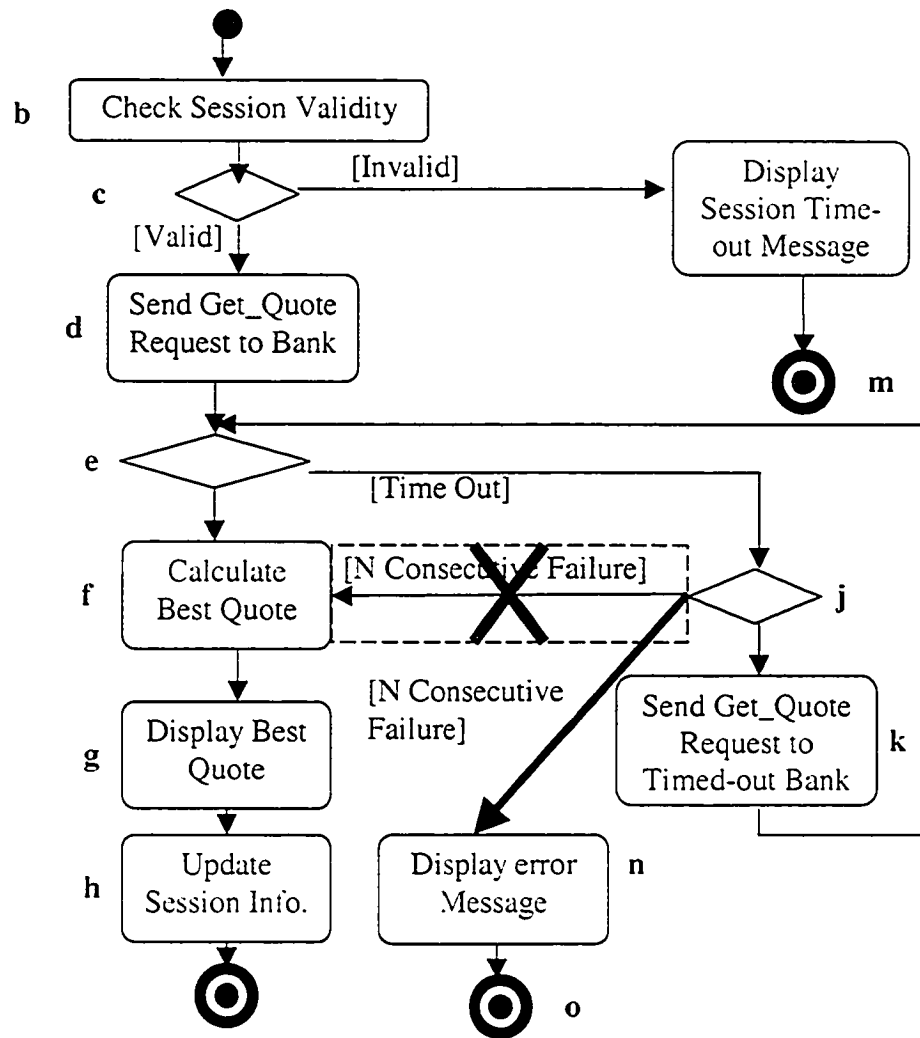 b
Check Session Validity
c
[Invalid]
Display
Session Time-
out Message
[Valid]
d
Send Get_Quote
Request to Bank
m
e
[Time Out]
f
Calculate
Best Quote
[N Consecutive Failure]
j
[N Consecutive
Failure]
g
Display Best
Quote
Send Get_Quote
Request to
Timed-out Bank
k
h
Update
Session Info.
Display error
Message
n
o